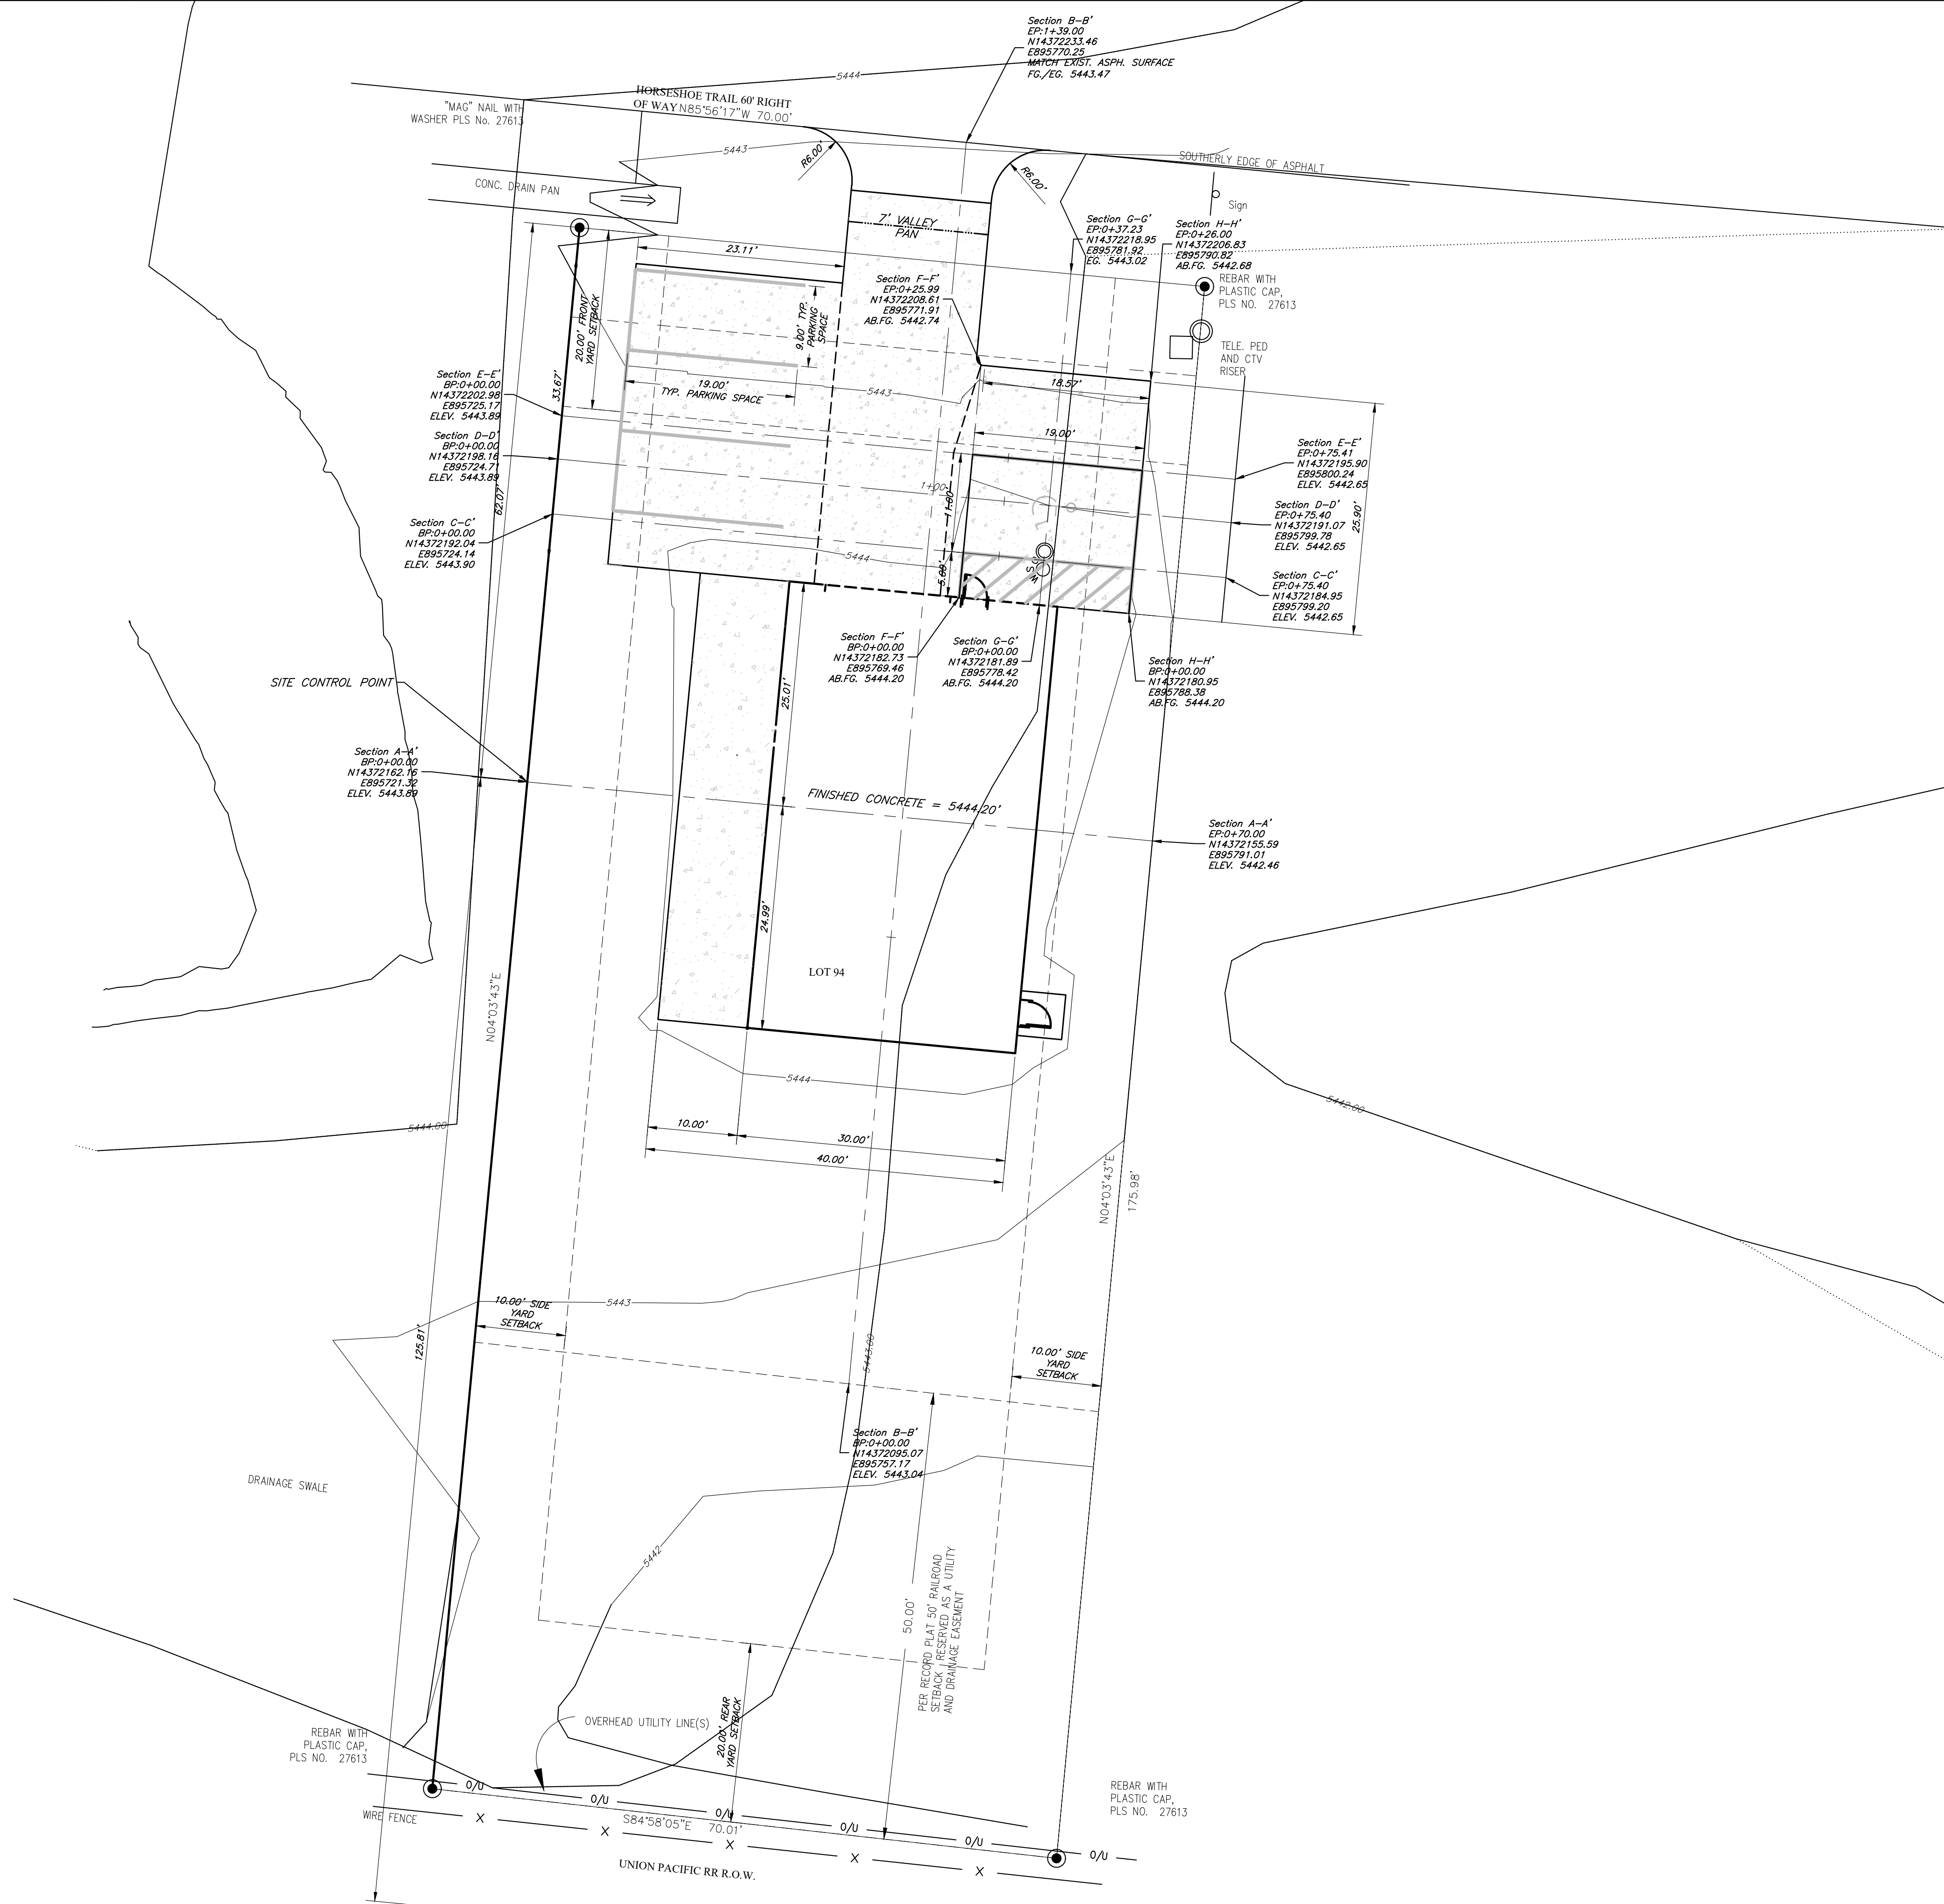 Section B-B'
EP:1+39.00
N14372233.46
E895770.25
MATCH EXIST. ASPH. SURFACE
FG./EG. 5443.47
5444
HORSESHOE TRAIL 60' RIGHT
OF WAY N85°56'17"W 70.00'
"MAG" NAIL WITH
WASHER PLS No. 27613
5443
R6.00'
R6.00'
SOUTHERLY EDGE OF ASPHALT
CONC. DRAIN PAN
Sign
7' VALLEY
PAN
Section G-G'
EP:0+37.23
N14372218.95
E895781.92
EG. 5443.02
Section H-H'
EP:0+26.00
N14372206.83
E895790.82
AB.FG. 5442.68
23.11'
REBAR WITH
PLASTIC CAP,
PLS NO. 27613
Section F-F'
EP:0+25.99
N14372208.61
E895771.91
AB.FG. 5442.74
20.00' FRONT
YARD SETBACK
9.00' TYP.
PARKING
SPACE
TELE. PED
AND CTV
RISER
33.67'
Section E-E'
BP:0+00.00
N14372202.98
E895725.17
ELEV. 5443.89
19.00'
TYP. PARKING SPACE
5443
18.57'
19.00'
Section D-D'
BP:0+00.00
N14372198.16
E895724.71
ELEV. 5443.89
Section E-E'
EP:0+75.41
N14372195.90
E895800.24
ELEV. 5442.65
62.07'
1+00
11.00'
Section D-D'
EP:0+75.40
N14372191.07
E895799.78
ELEV. 5442.65
25.90'
Section C-C'
BP:0+00.00
N14372192.04
E895724.14
ELEV. 5443.90
5444
5.00'
W
S
Section C-C'
EP:0+75.40
N14372184.95
E895799.20
ELEV. 5442.65
Section F-F'
BP:0+00.00
N14372182.73
E895769.46
AB.FG. 5444.20
Section G-G'
BP:0+00.00
N14372181.89
E895778.42
AB.FG. 5444.20
Section H-H'
BP:0+00.00
N14372180.95
E895788.38
AB.FG. 5444.20
SITE CONTROL POINT
25.01'
Section A-A'
BP:0+00.00
N14372162.16
E895721.32
ELEV. 5443.89
FINISHED CONCRETE = 5444.20'
Section A-A'
EP:0+70.00
N14372155.59
E895791.01
ELEV. 5442.46
24.99'
LOT 94
N04°03'43"E
5444
5442.00
5444.00
10.00'
30.00'
40.00'
N04°03'43"E
175.98'
10.00' SIDE
YARD
SETBACK
5443
125.81'
5443.00
10.00' SIDE
YARD
SETBACK
Section B-B'
BP:0+00.00
N14372095.07
E895757.17
ELEV. 5443.04
DRAINAGE SWALE
5442
50.00'
PER RECORD PLAT 50' RAILROAD
SETBACK RESERVED AS A UTILITY
AND DRAINAGE EASEMENT
20.00' REAR
YARD SETBACK
OVERHEAD UTILITY LINE(S)
REBAR WITH
PLASTIC CAP,
PLS NO. 27613
REBAR WITH
PLASTIC CAP,
PLS NO. 27613
O/U O/U O/U O/U O/U O/U
WIRE FENCE
X X X X X
S84°58'05"E 70.01'
UNION PACIFIC RR R.O.W.